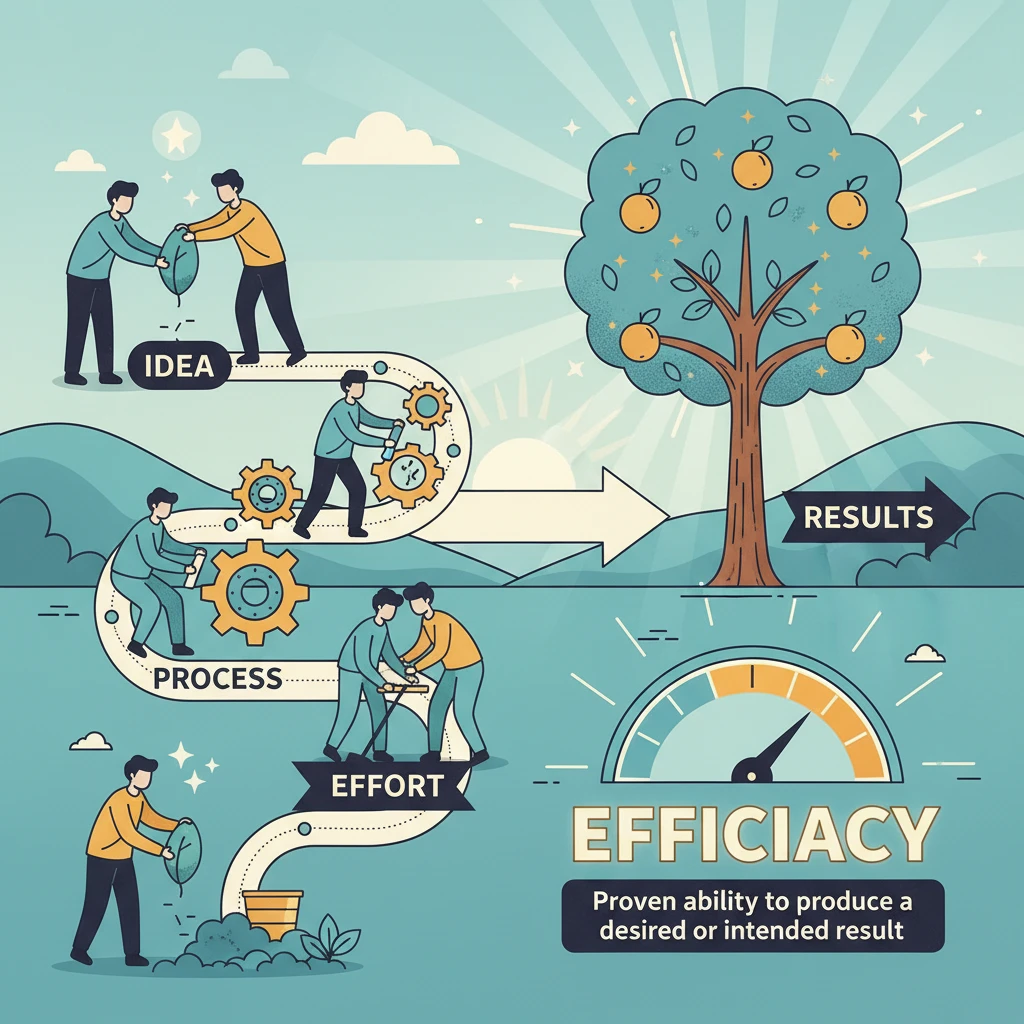 IDEA
RESULTS
PROCESS
EFFORT
EFFICIACY
Proven ability to produce a
desired or intended result